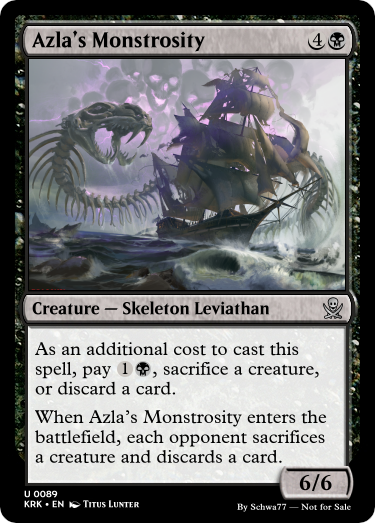 Azla's Monstrosity 4
Creature — Skeleton Leviathan
As an additional cost to cast this
spell, pay 1 , sacrifice a creature,
or discard a card.
When Azla's Monstrosity enters the
battlefield, each opponent sacrifices
a creature and discards a card.
6/6
U 0089
KRK • EN Titus Lunter
By Schwa77 — Not for Sale